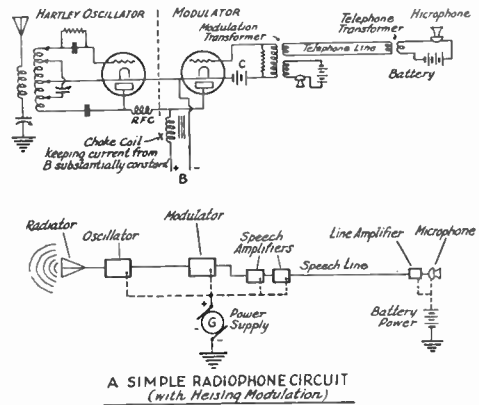 HARTLEY OSCILLATOR
MODULATOR
Modulation
Transformer
Telephone
Transformer
Microphone
Telephone Line
C
Battery
RFC
X
Choke Coil
keeping current from
B substantially constant
+
-
B
Radiator
Oscillator
Modulator
Speech
Amplifiers
Speech Line
Line Amplifier
Microphone
+
-
G
-
Power
Supply
Battery
Power
A SIMPLE RADIOPHONE CIRCUIT
(with Heising Modulation)